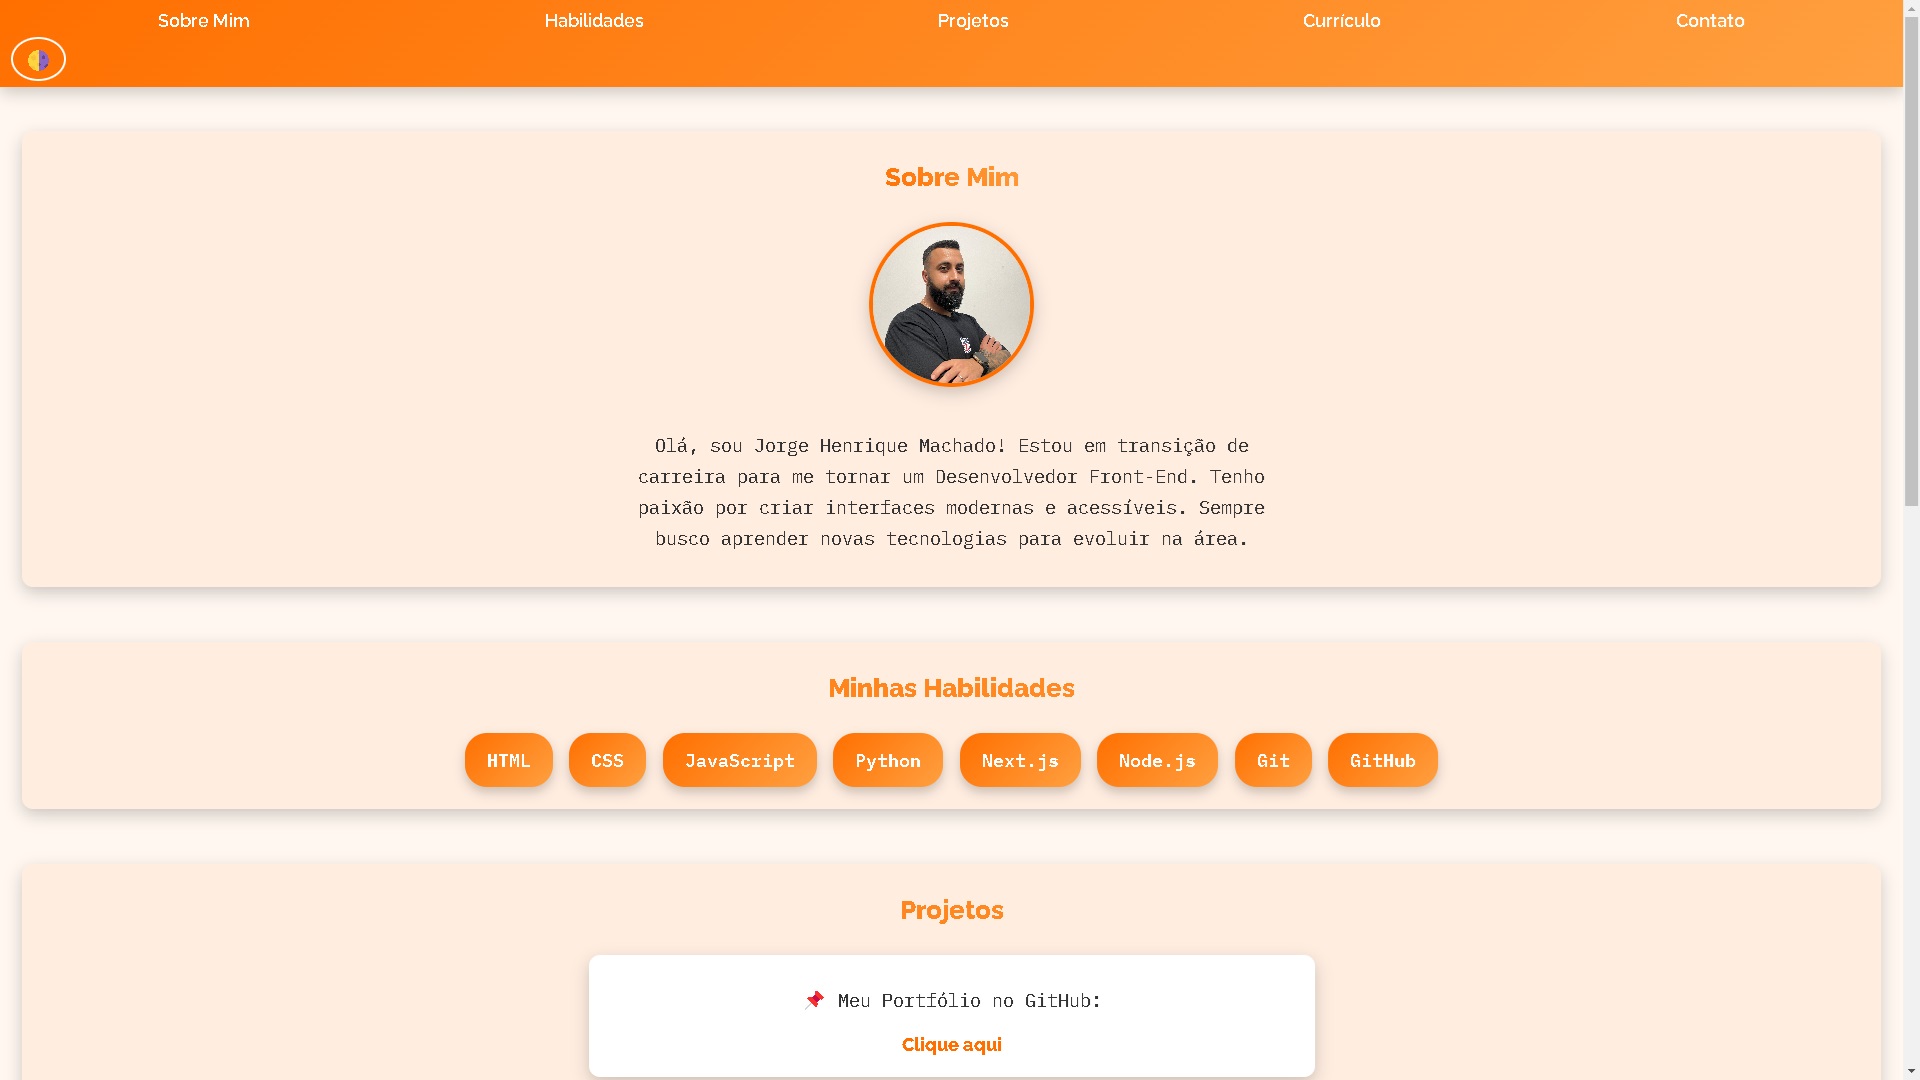 Sobre Mim
Habilidades
Projetos
Currículo
Contato
Sobre Mim
Olá, sou Jorge Henrique Machado! Estou em transição de
carreira para me tornar um Desenvolvedor Front-End. Tenho
paixão por criar interfaces modernas e acessíveis. Sempre
busco aprender novas tecnologias para evoluir na área.
Minhas Habilidades
HTML
CSS
JavaScript
Python
Next.js
Node.js
Git
GitHub
Projetos
📌 Meu Portfólio no GitHub:
Clique aqui